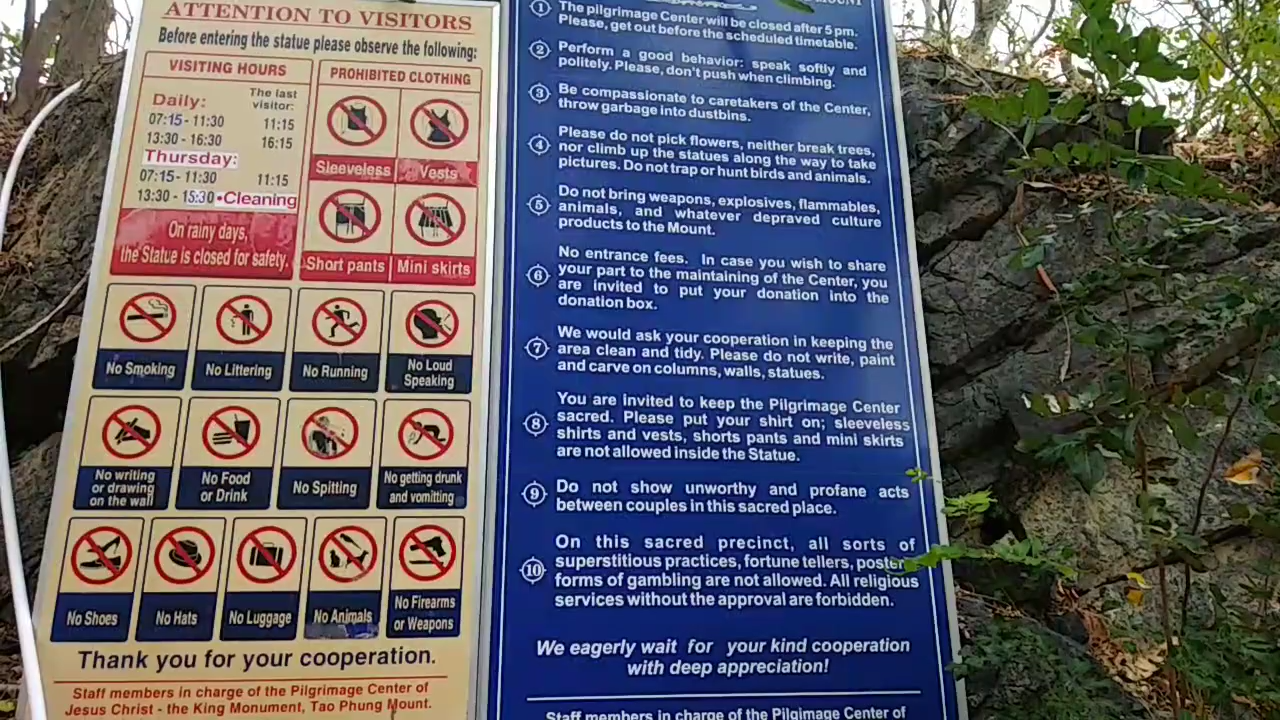 ATTENTION TO VISITORS
Before entering the statue please observe the following:
VISITING HOURS
Daily:
The last
visitor:
07:15 - 11:30
11:15
13:30 - 16:30
16:15
Thursday:
07:15 - 11:30
11:15
13:30 - 15:30 •Cleaning
On rainy days,
the Statue is closed for safety.
PROHIBITED CLOTHING
Sleeveless
Vests
Short pants
Mini skirts
No Smoking
No Littering
No Running
No Loud
Speaking
No writing
or drawing
on the wall
No Food
or Drink
No Spitting
No getting drunk
and vomitting
No Shoes
No Hats
No Luggage
No Animals
No Firearms
or Weapons
Thank you for your cooperation.
Staff members in charge of the Pilgrimage Center of
Jesus Christ - the King Monument, Tao Phung Mount.
MOUNT
1 The pilgrimage Center will be closed after 5 pm.
Please, get out before the scheduled timetable.
2 Perform a good behavior: speak softly and
politely. Please, don't push when climbing.
3 Be compassionate to caretakers of the Center,
throw garbage into dustbins.
4 Please do not pick flowers, neither break trees,
nor climb up the statues along the way to take
pictures. Do not trap or hunt birds and animals.
5 Do not bring weapons, explosives, flammables,
animals, and whatever depraved culture
products to the Mount.
6 No entrance fees. In case you wish to share
your part to the maintaining of the Center, you
are invited to put your donation into the
donation box.
7 We would ask your cooperation in keeping the
area clean and tidy. Please do not write, paint
and carve on columns, walls, statues.
8 You are invited to keep the Pilgrimage Center
sacred. Please put your shirt on; sleeveless
shirts and vests, shorts pants and mini skirts
are not allowed inside the Statue.
9 Do not show unworthy and profane acts
between couples in this sacred place.
10 On this sacred precinct, all sorts of
superstitious practices, fortune tellers, poster
forms of gambling are not allowed. All religious
services without the approval are forbidden.
We eagerly wait for your kind cooperation
with deep appreciation!
Staff members in charge of the Pilgimage Center of